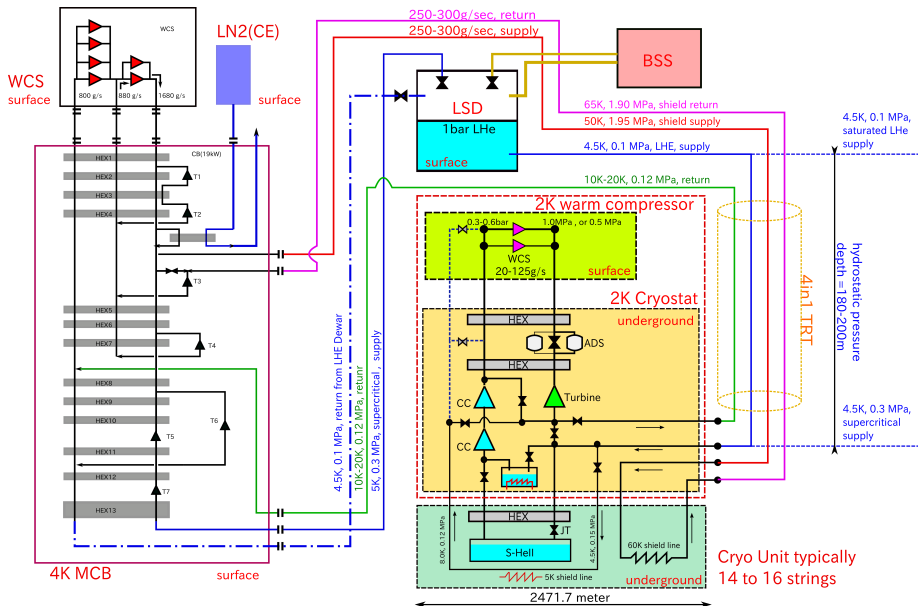 250-300g/sec, return
250-300g/sec, supply
WCS
LN2(CE)
BSS
WCS
surface
800 g/s
880 g/s
1680 g/s
surface
LSD
1bar LHe
surface
65K, 1.90 MPa, shield return
50K, 1.95 MPa, shield supply
4.5K, 0.1 MPa, LHE, supply
4.5K, 0.1 MPa,
saturated LHe
supply
10K-20K, 0.12 MPa, return
CB(19kW)
HEX1
HEX2
HEX3
HEX4
HEX5
HEX6
HEX7
HEX8
HEX9
HEX10
HEX11
HEX12
HEX13
T1
T2
T3
T4
T5
T6
T7
4K MCB
surface
4.5K, 0.1 MPa, return from LHE Dewar
10K-20K, 0.12 MPa, retunr
5K, 0.3 MPa, supercritical , supply
2K warm compressor
0.3-0.6bar
1.0MPa , or 0.5 MPa
WCS
20-125g/s
surface
2K Cryostat
underground
HEX
ADS
HEX
CC
Turbine
CC
4in1 TRT
hydrostatic pressure
depth =180-200m
4.5K, 0.3 MPa,
supercritical
supply
HEX
JT
S-Hell
8.0K, 0.12 MPa
4.5K, 0.15 MPa
5K shield line
60K shield line
underground
Cryo Unit typically
14 to 16 strings
2471.7 meter